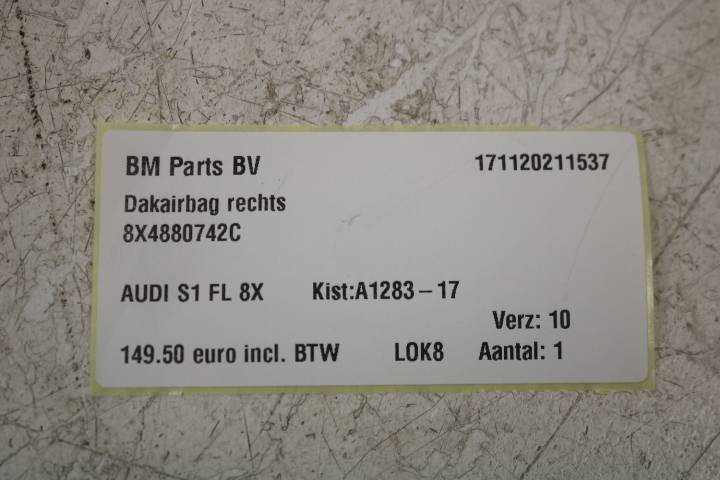 BM Parts BV 171120211537
Dakairbag rechts
8X4880742C
AUDI S1 FL 8X Kist:A1283-17
Verz: 10
149.50 euro incl. BTW LOK8 Aantal: 1